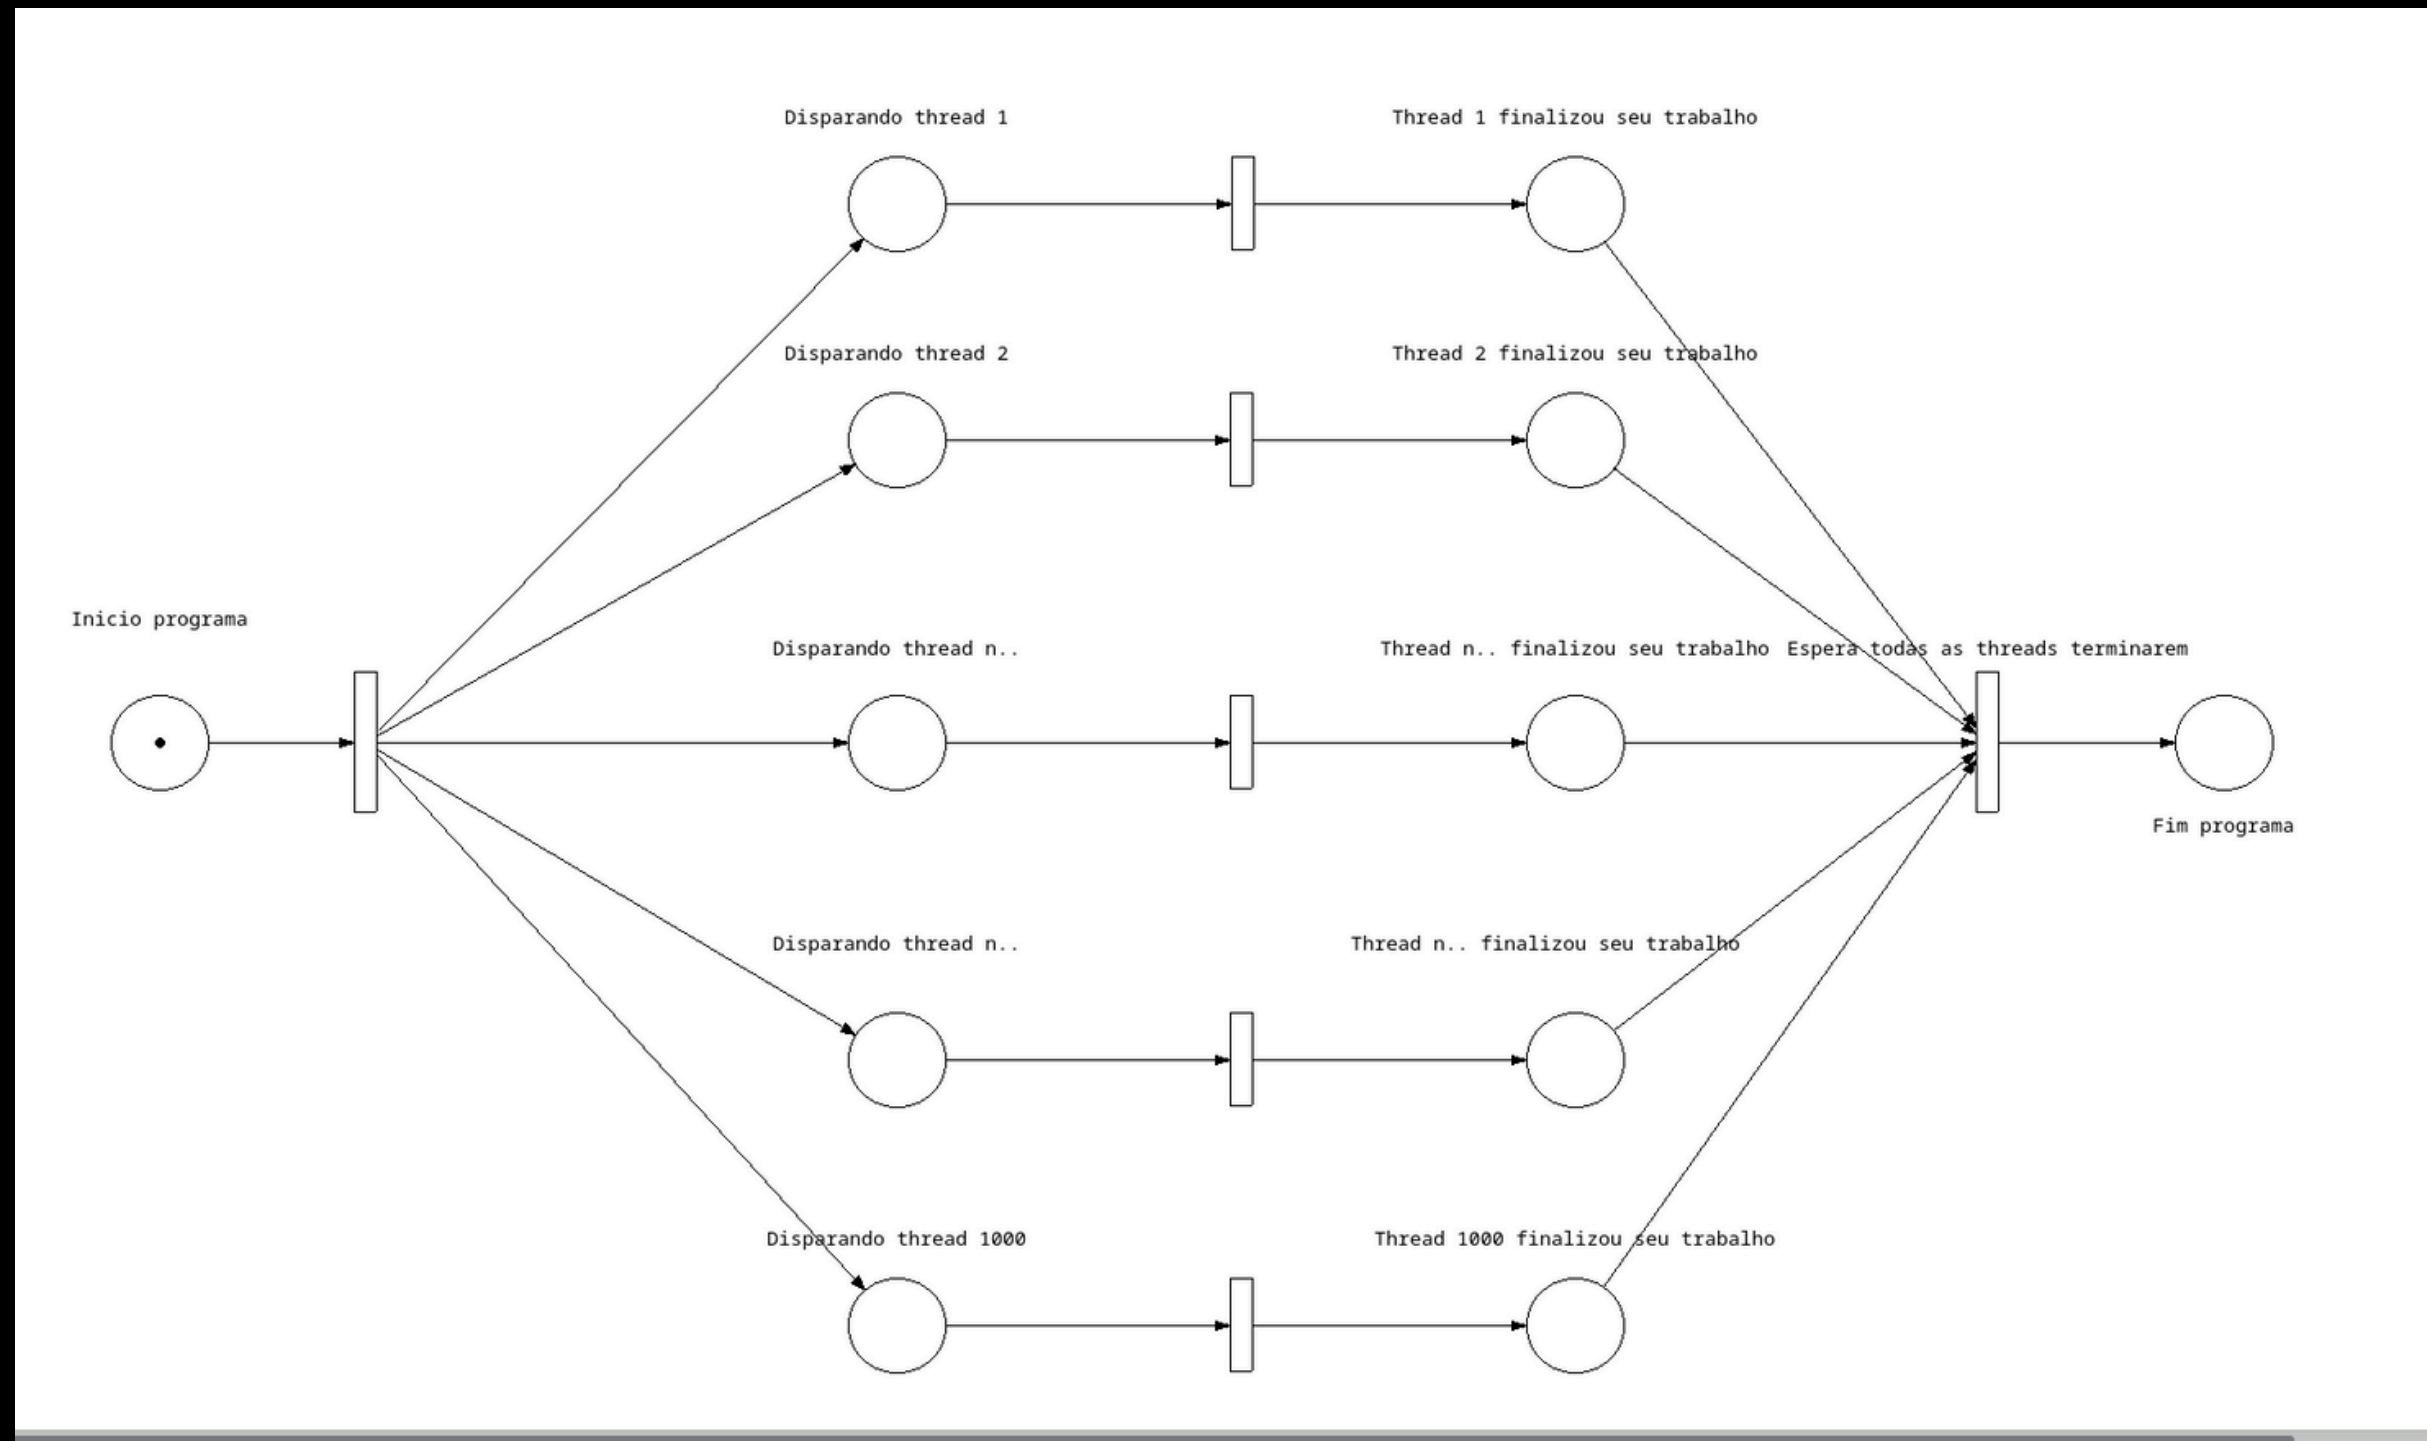 Disparando thread 1
Thread 1 finalizou seu trabalho
Disparando thread 2
Thread 2 finalizou seu trabalho
Inicio programa
Disparando thread n..
Thread n.. finalizou seu trabalho
Espera todas as threads terminarem
Fim programa
Disparando thread n..
Thread n.. finalizou seu trabalho
Disparando thread 1000
Thread 1000 finalizou seu trabalho